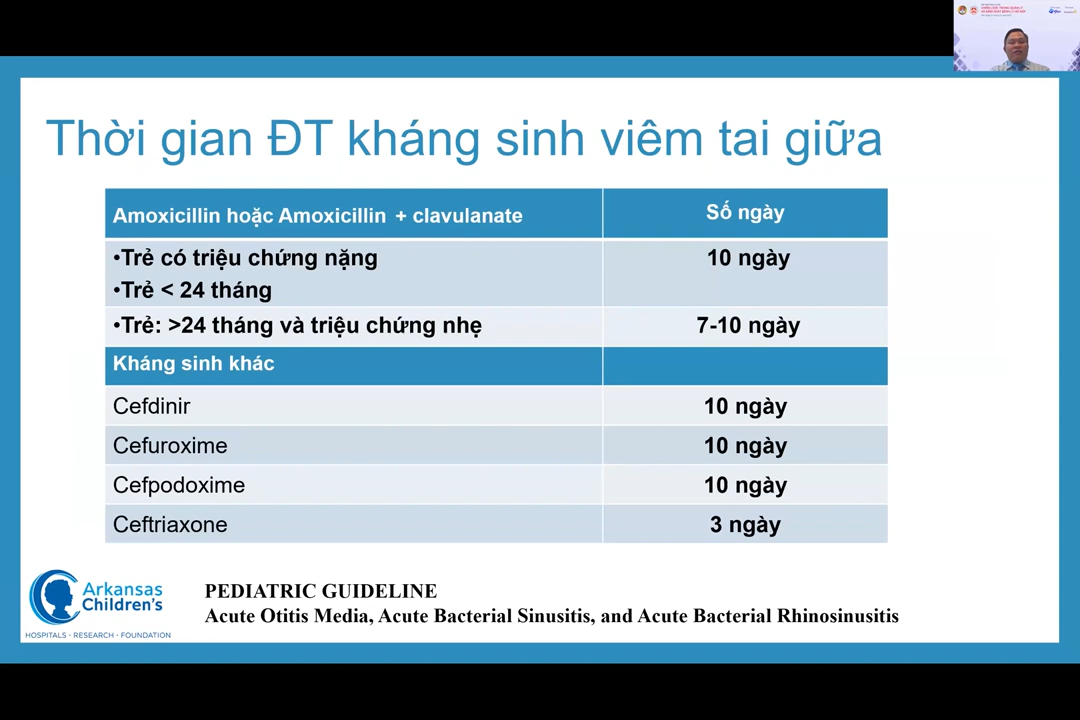 Thời gian ĐT kháng sinh viêm tai giữa
Amoxicillin hoặc Amoxicillin + clavulanate
Số ngày
•Trẻ có triệu chứng nặng
•Trẻ < 24 tháng
10 ngày
•Trẻ: >24 tháng và triệu chứng nhẹ
7-10 ngày
Kháng sinh khác
Cefdinir
10 ngày
Cefuroxime
10 ngày
Cefpodoxime
10 ngày
Ceftriaxone
3 ngày
Arkansas
Children's
HOSPITALS • RESEARCH • FOUNDATION
PEDIATRIC GUIDELINE
Acute Otitis Media, Acute Bacterial Sinusitis, and Acute Bacterial Rhinosinusitis